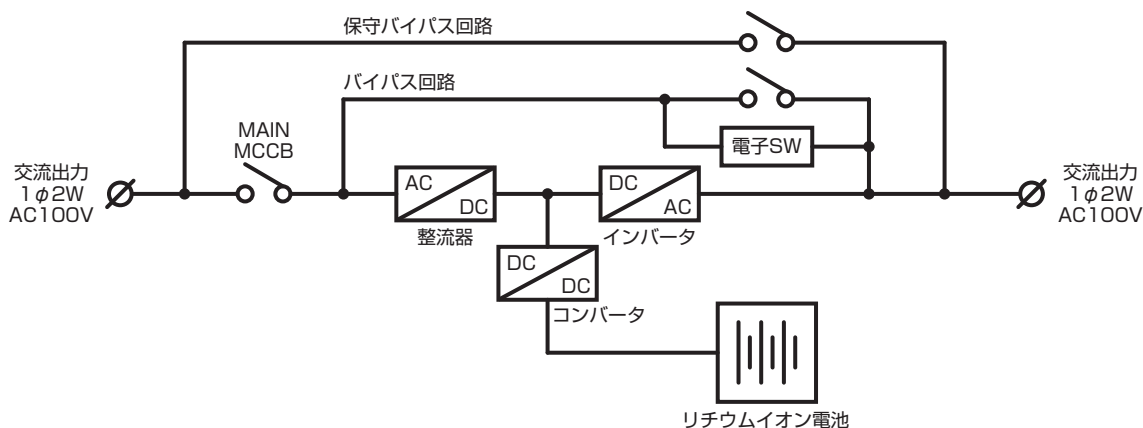 保守バイパス回路
バイパス回路
MAIN
MCCB
電子SW
交流出力
1φ2W
AC100V
AC
DC
整流器
DC
AC
インバータ
交流出力
1φ2W
AC100V
DC
DC
コンバータ
リチウムイオン電池